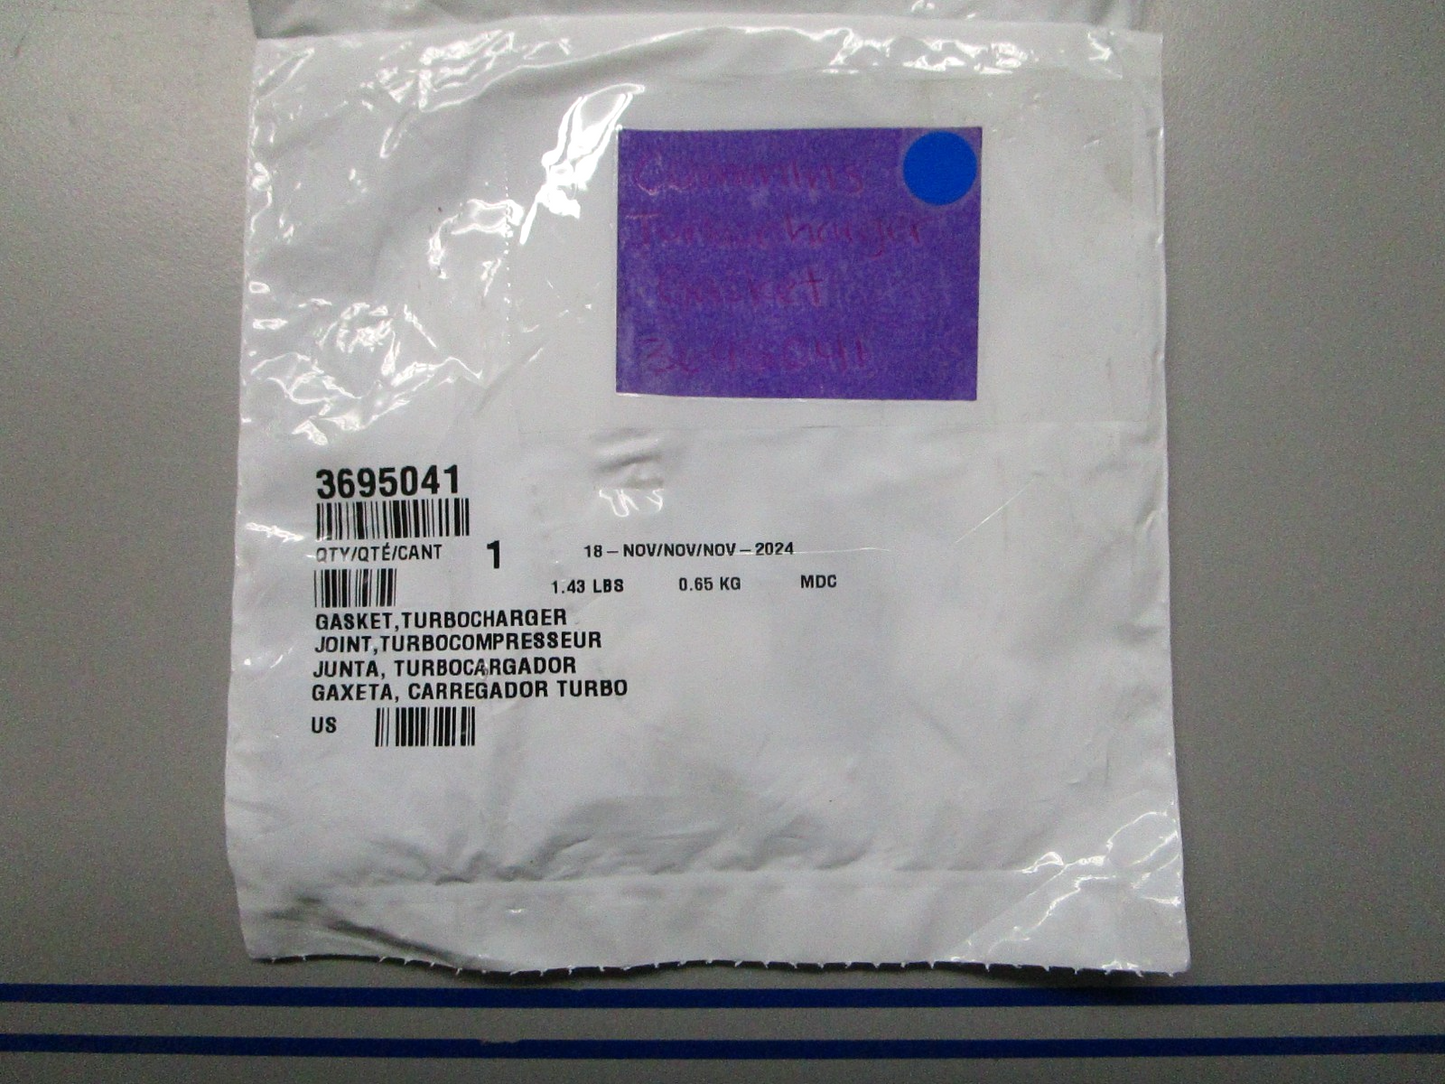 Cummins
Turbocharger
Gasket
3695041
3695041
QTY/QTÉ/CANT 1 18-NOV/NOV/NOV-2024
1.43 LBS 0.65 KG MDC
GASKET,TURBOCHARGER
JOINT,TURBOCOMPRESSEUR
JUNTA, TURBOCARGADOR
GAXETA, CARREGADOR TURBO
US